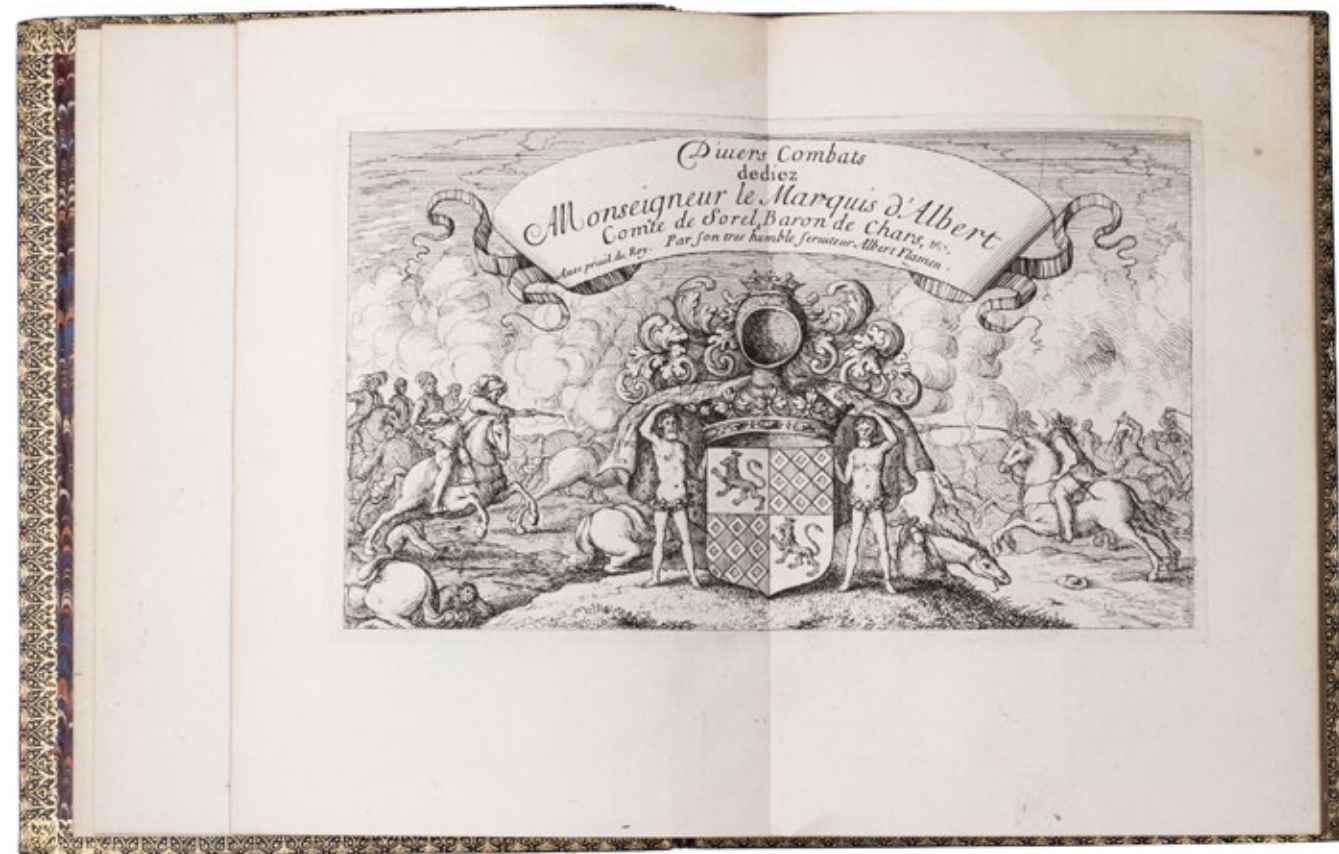 Diuers Combats
dediez
A Monseigneur le Marquis d'Albert
Comte de Sorel, Baron de Chars, &c.
Auec priuil. du Roy. Par son tres humble seruiteur Albert Flamen.